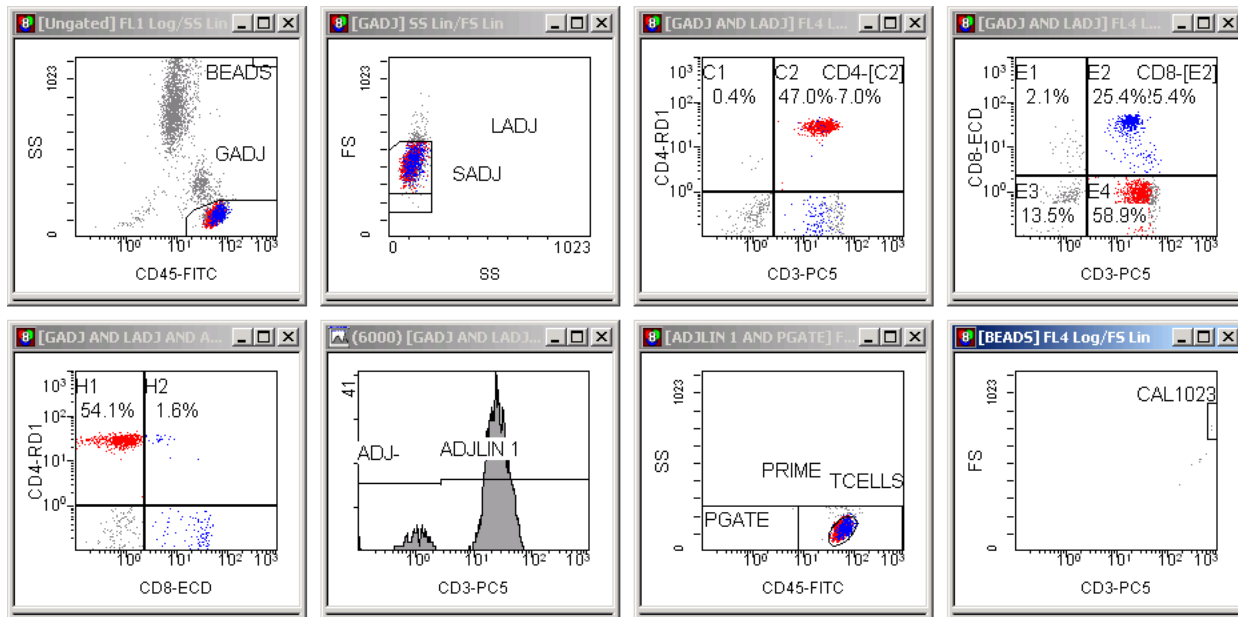 [Ungated] FL1 Log/SS Lin
1023
BEADS
GADJ
SS
0
10⁰ 10¹ 10² 10³
CD45-FITC
[GADJ] SS Lin/FS Lin
1023
LADJ
SADJ
FS
0
0 1023
SS
[GADJ AND LADJ] FL4 L...
10³ C1 C2 CD4-[C2]
0.4% 47.0%
10²
CD4-RD1
10⁰
10⁰ 10¹ 10² 10³
CD3-PC5
[GADJ AND LADJ] FL4 L...
10³ E1 E2 CD8-[E2]
2.1% 25.4%
10²
CD8-ECD
10⁰
E3 E4
13.5% 58.9%
10⁰ 10¹ 10² 10³
CD3-PC5
[GADJ AND LADJ AND A...
10³ H1 H2
54.1% 1.6%
10²
10¹
CD4-RD1
10⁰
10⁰ 10¹ 10² 10³
CD8-ECD
(6000) [GADJ AND LADJ...
41
ADJ- ADJLIN 1
10⁰ 10¹ 10² 10³
CD3-PC5
[ADJLIN 1 AND PGATE] F...
1023
SS
PRIME TCELLS
PGATE
0
10⁰ 10¹ 10² 10³
CD45-FITC
[BEADS] FL4 Log/FS Lin
1023
CAL1023
FS
0
10⁰ 10¹ 10² 10³
CD3-PC5